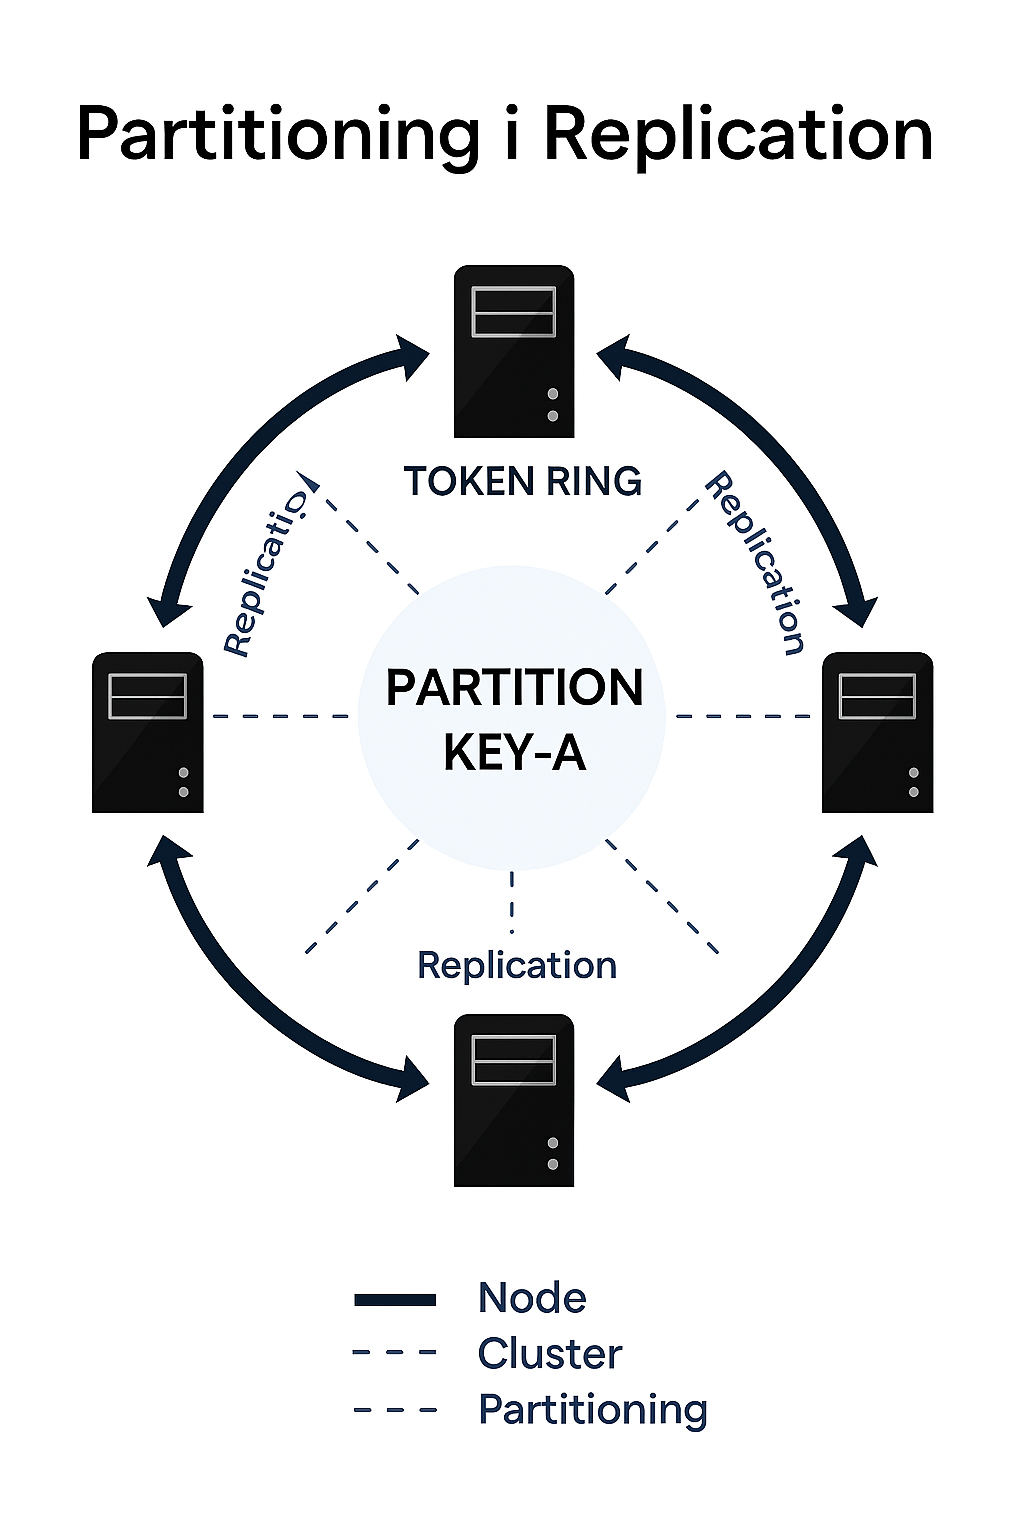 Partitioning i Replication
TOKEN RING
Replicatio
Replication
PARTITION
KEY-A
Replication
Node
Cluster
Partitioning